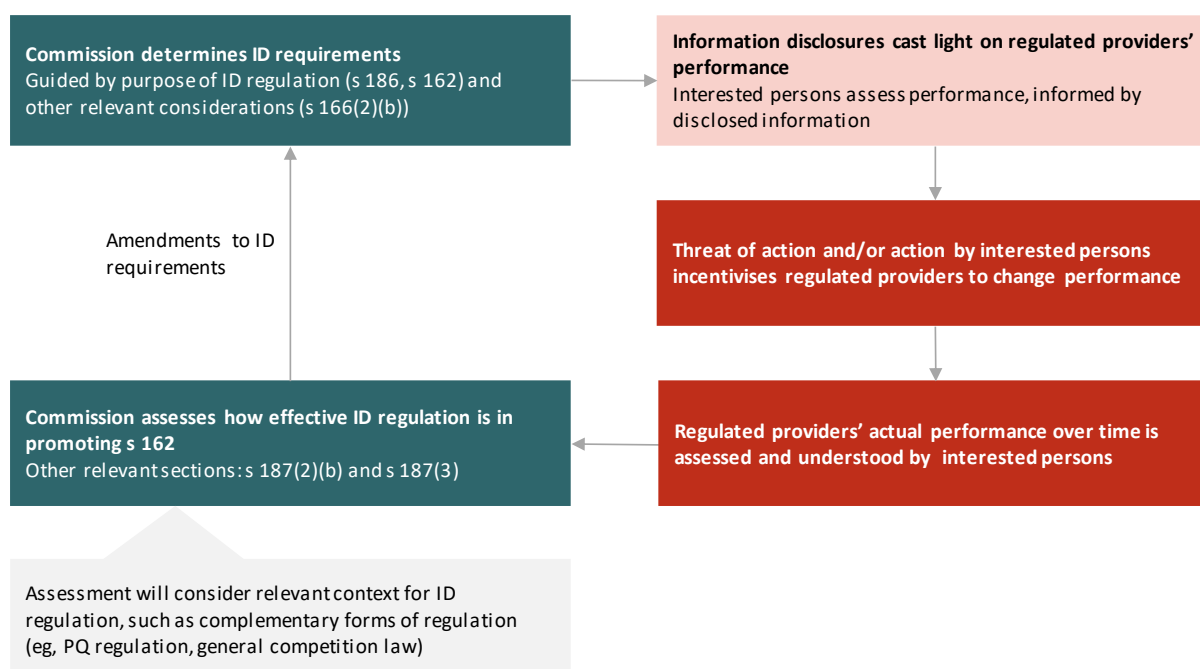 Commission determines ID requirements
Guided by purpose of ID regulation (s 186, s 162) and
other relevant considerations (s 166(2)(b))
Information disclosures cast light on regulated providers’
performance
Interested persons assess performance, informed by
disclosed information
Threat of action and/or action by interested persons
incentivises regulated providers to change performance
Regulated providers’ actual performance over time is
assessed and understood by interested persons
Commission assesses how effective ID regulation is in
promoting s 162
Other relevant sections: s 187(2)(b) and s 187(3)
Amendments to ID
requirements
Assessment will consider relevant context for ID
regulation, such as complementary forms of regulation
(eg, PQ regulation, general competition law)